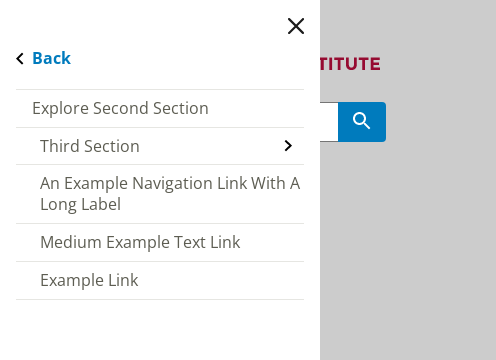 Back
TITUTE
Explore Second Section
Third Section
An Example Navigation Link With A
Long Label
Medium Example Text Link
Example Link